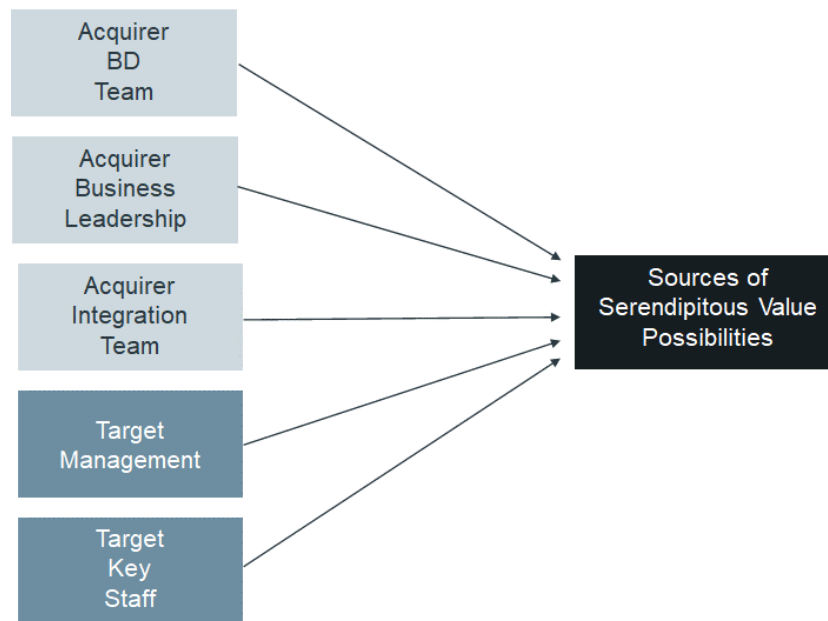 Acquirer
BD
Team
Acquirer
Business
Leadership
Acquirer
Integration
Team
Target
Management
Target
Key
Staff
Sources of
Serendipitous Value
Possibilities